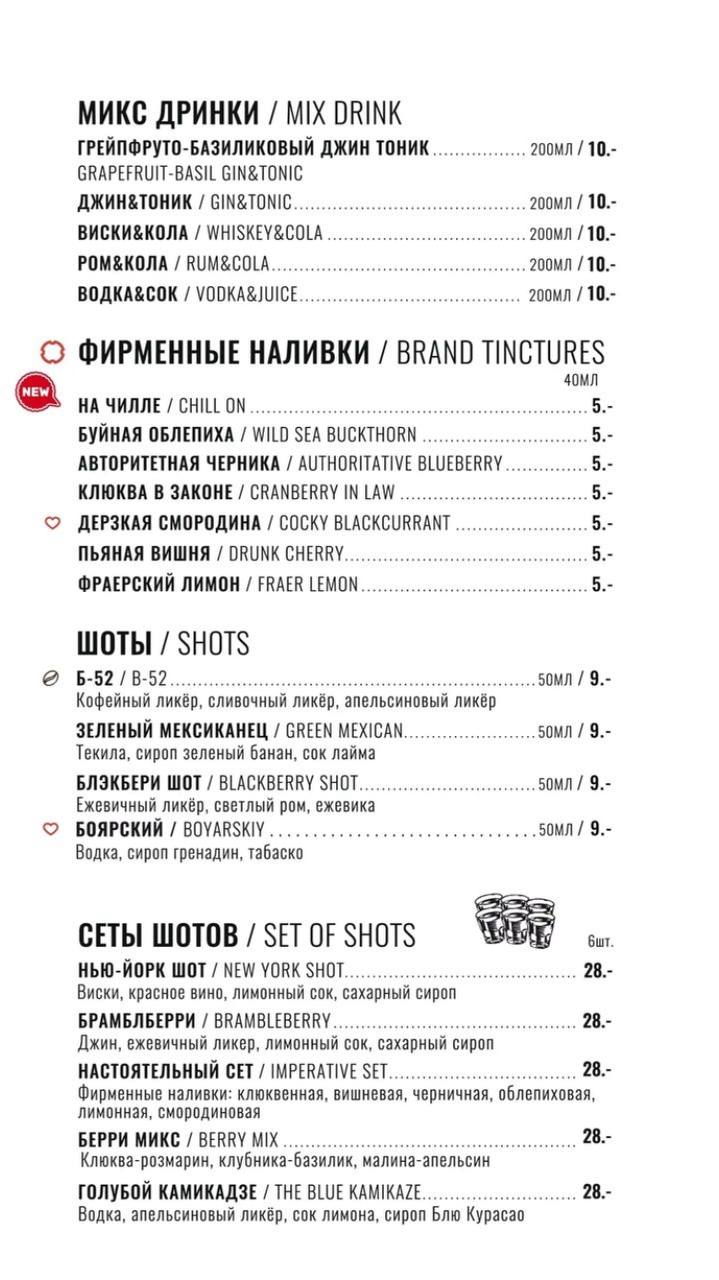 МИКС ДРИНКИ / MIX DRINK
ГРЕЙПФРУТО-БАЗИЛИКОВЫЙ ДЖИН ТОНИК.................. 200МЛ / 10.-
GRAPEFRUIT-BASIL GIN&TONIC
ДЖИН&ТОНИК / GIN&TONIC............................................. 200МЛ / 10.-
ВИСКИ&КОЛА / WHISKEY&COLA ...................................... 200МЛ / 10.-
РОМ&КОЛА / RUM&COLA................................................. 200МЛ / 10.-
ВОДКА&СОК / VODKA&JUICE........................................... 200МЛ / 10.-
ФИРМЕННЫЕ НАЛИВКИ / BRAND TINCTURES
40МЛ
NEW
НА ЧИЛЛЕ / CHILL ON .................................................................. 5.-
БУЙНАЯ ОБЛЕПИХА / WILD SEA BUCKTHORN ................................ 5.-
АВТОРИТЕТНАЯ ЧЕРНИКА / AUTHORITATIVE BLUEBERRY................ 5.-
КЛЮКВА В ЗАКОНЕ / CRANBERRY IN LAW .................................... 5.-
ДЕРЗКАЯ СМОРОДИНА / COCKY BLACKCURRANT .......................... 5.-
ПЬЯНАЯ ВИШНЯ / DRUNK CHERRY............................................... 5.-
ФРАЕРСКИЙ ЛИМОН / FRAER LEMON............................................ 5.-
ШОТЫ / SHOTS
Б-52 / B-52....................................................................... 50МЛ / 9.-
Кофейный ликёр, сливочный ликёр, апельсиновый ликёр
ЗЕЛЕНЫЙ МЕКСИКАНЕЦ / GREEN MEXICAN.......................... 50МЛ / 9.-
Текила, сироп зеленый банан, сок лайма
БЛЭКБЕРИ ШОТ / BLACKBERRY SHOT................................... 50МЛ / 9.-
Ежевичный ликёр, светлый ром, ежевика
БОЯРСКИЙ / BOYARSKIY ............................ 50МЛ / 9.-
Водка, сироп гренадин, табаско
СЕТЫ ШОТОВ / SET OF SHOTS
6шт.
НЬЮ-ЙОРК ШОТ / NEW YORK SHOT............................................. 28.-
Виски, красное вино, лимонный сок, сахарный сироп
БРАМБЛБЕРРИ / BRAMBLEBERRY............................................... 28.-
Джин, ежевичный ликер, лимонный сок, сахарный сироп
НАСТОЯТЕЛЬНЫЙ СЕТ / IMPERATIVE SET.................................... 28.-
Фирменные наливки: клюквенная, вишневая, черничная, облепиховая,
лимонная, смородиновая
БЕРРИ МИКС / BERRY MIX ......................................................... 28.-
Клюква-розмарин, клубника-базилик, малина-апельсин
ГОЛУБОЙ КАМИКАДЗЕ / THE BLUE KAMIKAZE.............................. 28.-
Водка, апельсиновый ликёр, сок лимона, сироп Блю Курасао